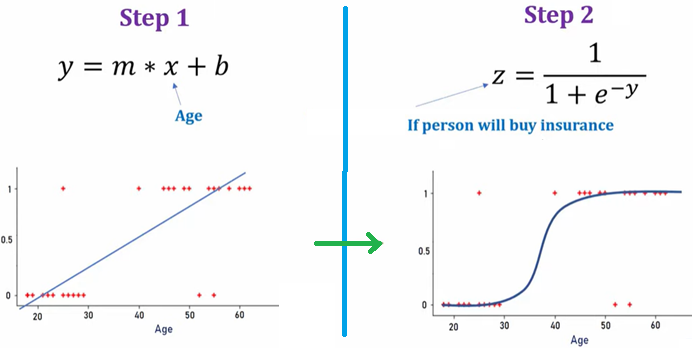 Step 1
y = m * x + b
Age
1
0.5
0
20 30 40 50 60
Age
Step 2
z = 1 / (1 + e^{-y})
If person will buy insurance
1
0.5
0
20 30 40 50 60
Age